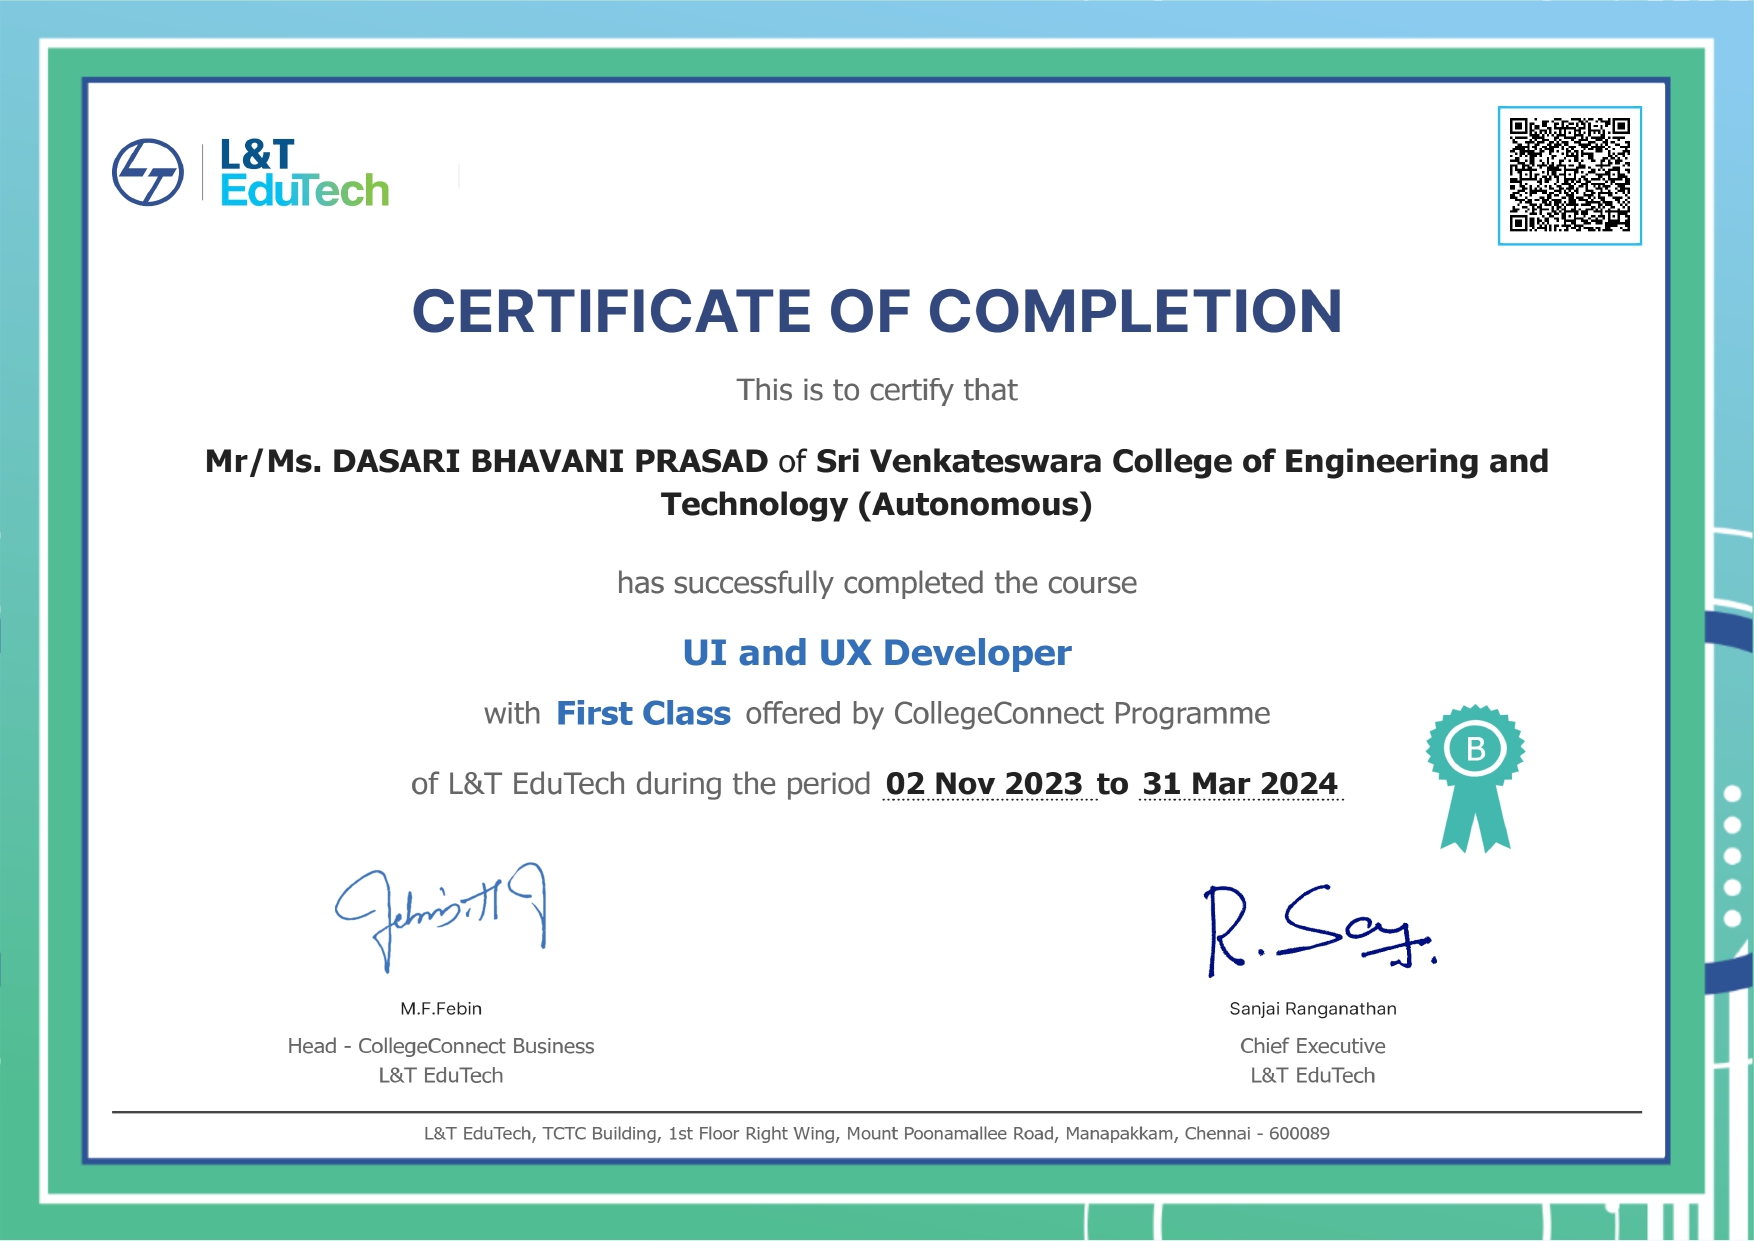 L&T
EduTech
CERTIFICATE OF COMPLETION
This is to certify that
Mr/Ms. DASARI BHAVANI PRASAD of Sri Venkateswara College of Engineering and
Technology (Autonomous)
has successfully completed the course
UI and UX Developer
with First Class offered by CollegeConnect Programme
B
of L&T EduTech during the period 02 Nov 2023 to 31 Mar 2024
R. Say.
M.F.Febin
Head - CollegeConnect Business
L&T EduTech
Sanjai Ranganathan
Chief Executive
L&T EduTech
L&T EduTech, TCTC Building, 1st Floor Right Wing, Mount Poonamallee Road, Manapakkam, Chennai - 600089